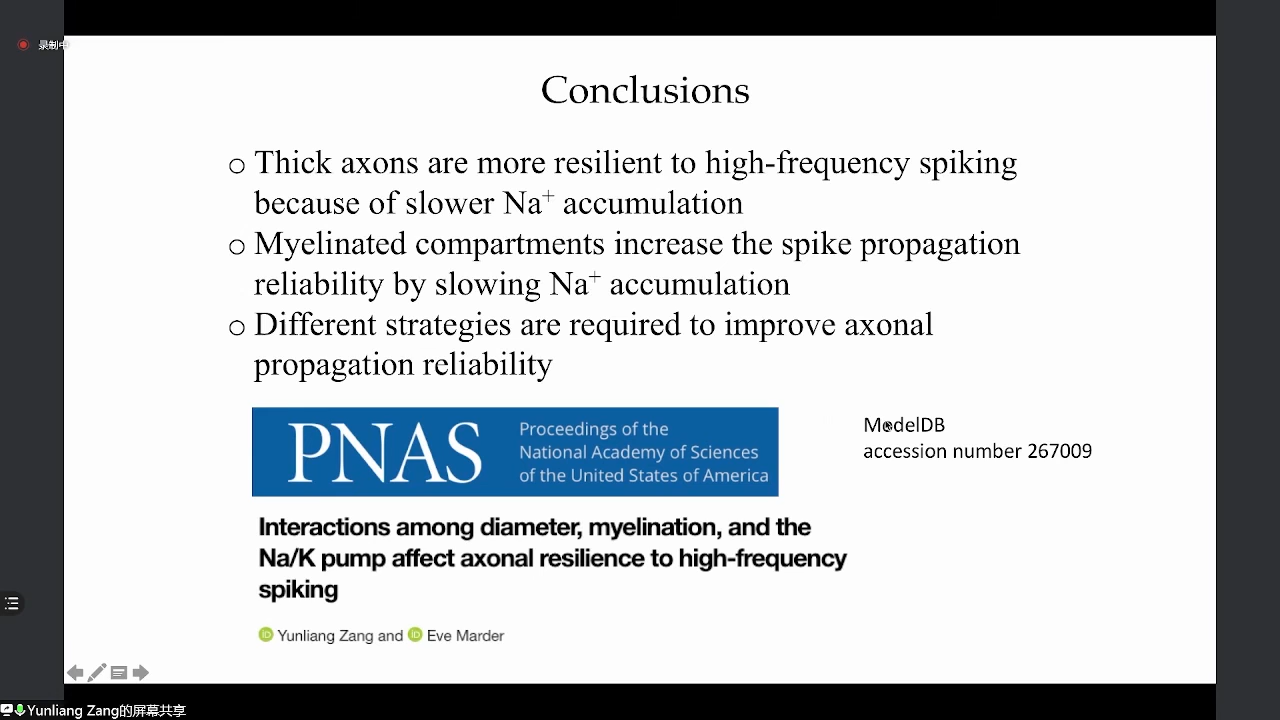 录制中
Conclusions
Thick axons are more resilient to high-frequency spiking
because of slower Na+ accumulation
Myelinated compartments increase the spike propagation
reliability by slowing Na+ accumulation
Different strategies are required to improve axonal
propagation reliability
PNAS
Proceedings of the
National Academy of Sciences
of the United States of America
ModelDB
accession number 267009
Interactions among diameter, myelination, and the
Na/K pump affect axonal resilience to high-frequency
spiking
iD Yunliang Zang and iD Eve Marder
Yunliang Zang的屏幕共享